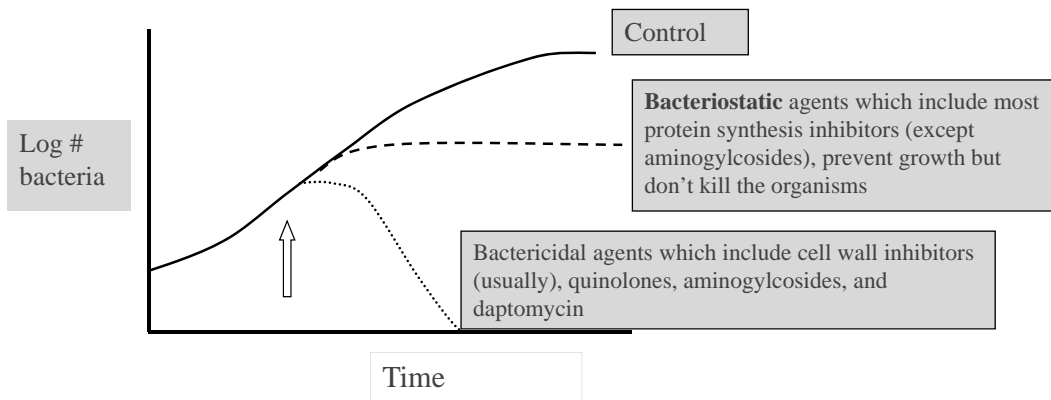 Control
Bacteriostatic agents which include most
protein synthesis inhibitors (except
aminogylcosides), prevent growth but
don’t kill the organisms
Log #
bacteria
Bactericidal agents which include cell wall inhibitors
(usually), quinolones, aminogylcosides, and
daptomycin
Time